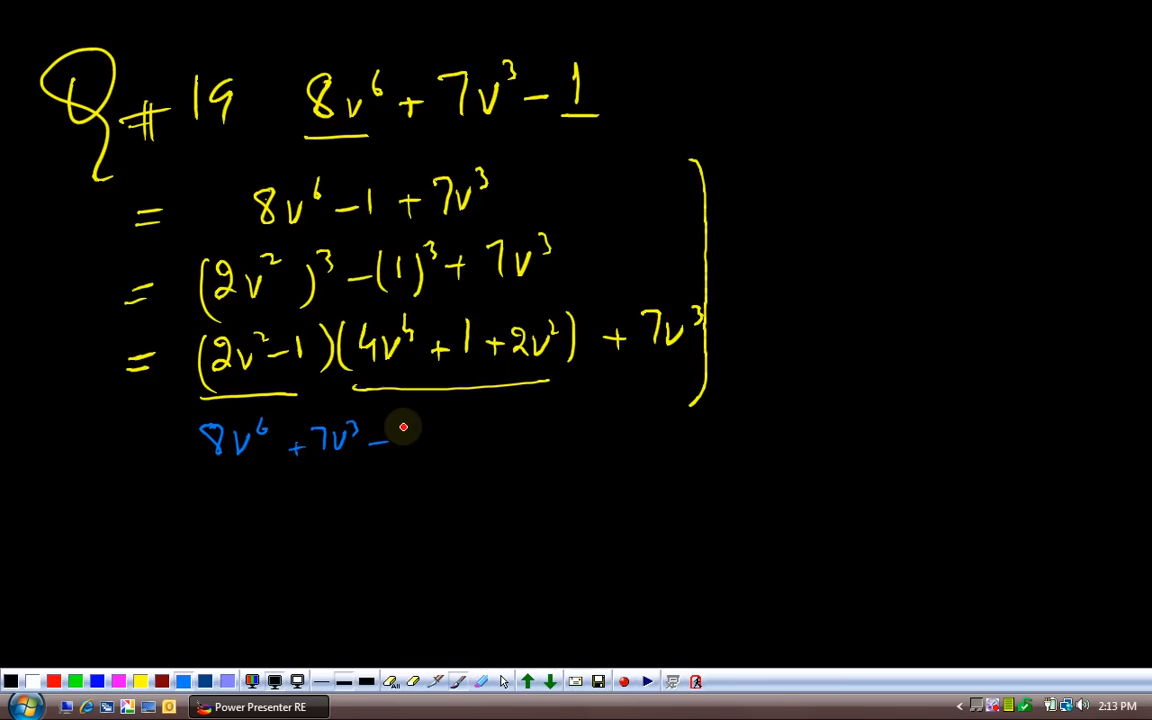 Q # 19 8v⁶ + 7v³ - 1
= 8v⁶ - 1 + 7v³
= (2v²)³ - (1)³ + 7v³
= (2v² - 1)(4v⁴ + 1 + 2v²) + 7v³
8v⁶ + 7v³ -
All
Power Presenter RE
2:13 PM